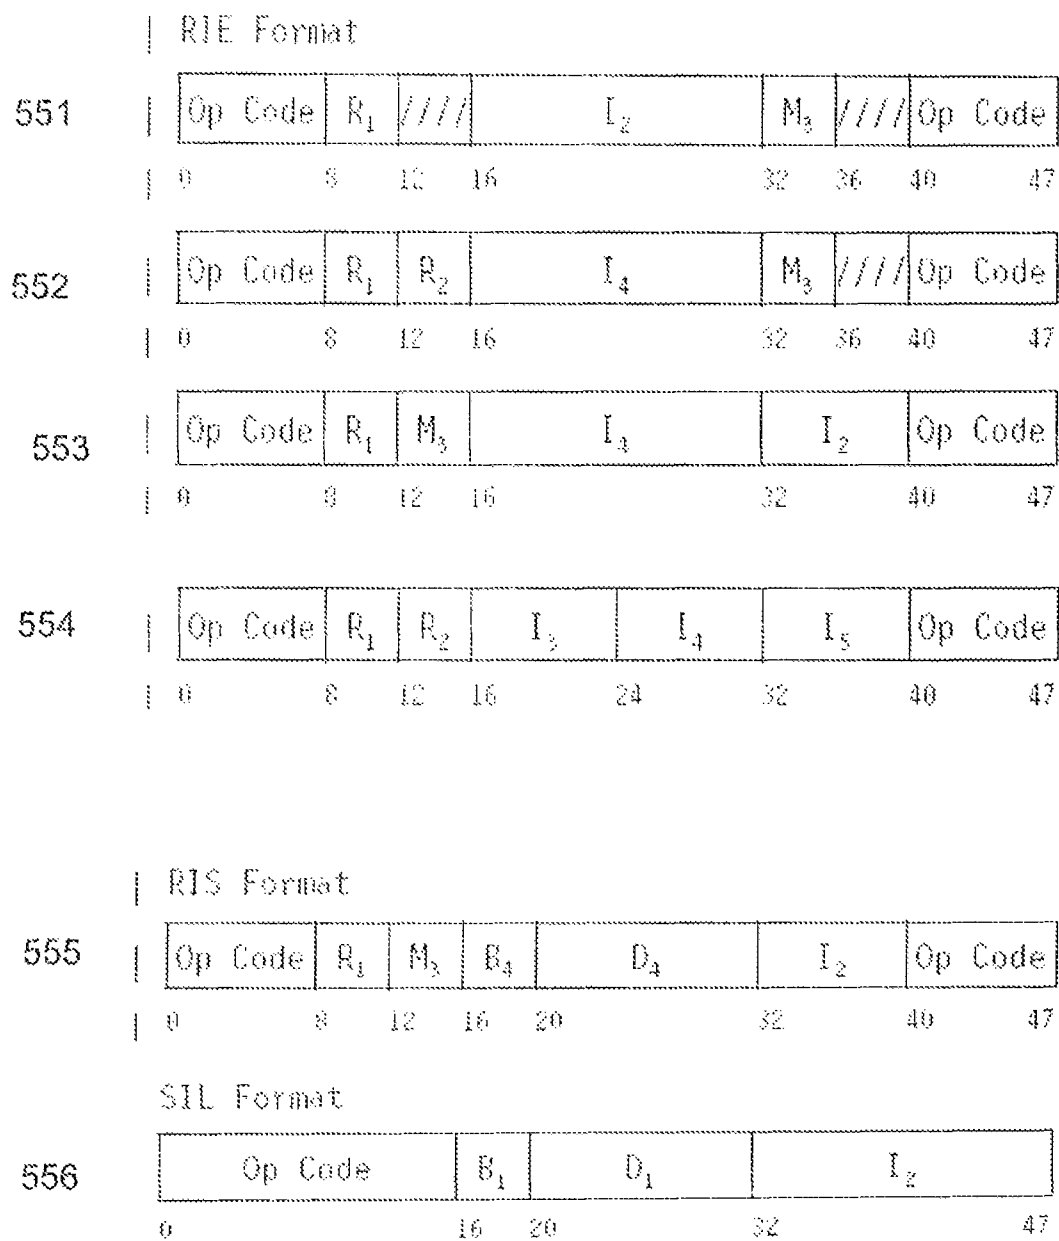 RIE Format
551 | Op Code | R₁ | //// | I₂ | M₃ | //// | Op Code
0 8 12 16 32 36 40 47
552 | Op Code | R₁ | R₂ | I₄ | M₃ | //// | Op Code
0 8 12 16 32 36 40 47
553 | Op Code | R₁ | M₃ | I₄ | I₂ | Op Code
0 8 12 16 32 40 47
554 | Op Code | R₁ | R₂ | I₃ | I₄ | I₅ | Op Code
0 8 12 16 24 32 40 47
RIS Format
555 | Op Code | R₁ | M₃ | B₄ | D₄ | I₂ | Op Code
0 8 12 16 20 32 40 47
SIL Format
556 Op Code | B₁ | D₁ | I₂
0 16 20 32 47